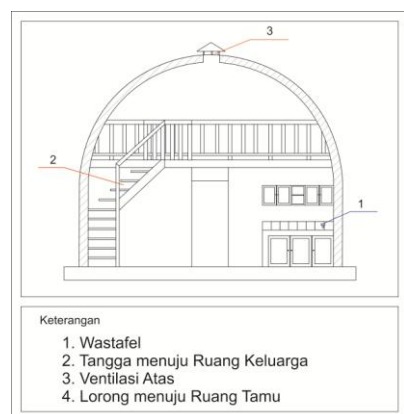 3
2
1
Keterangan
1. Wastafel
2. Tangga menuju Ruang Keluarga
3. Ventilasi Atas
4. Lorong menuju Ruang Tamu